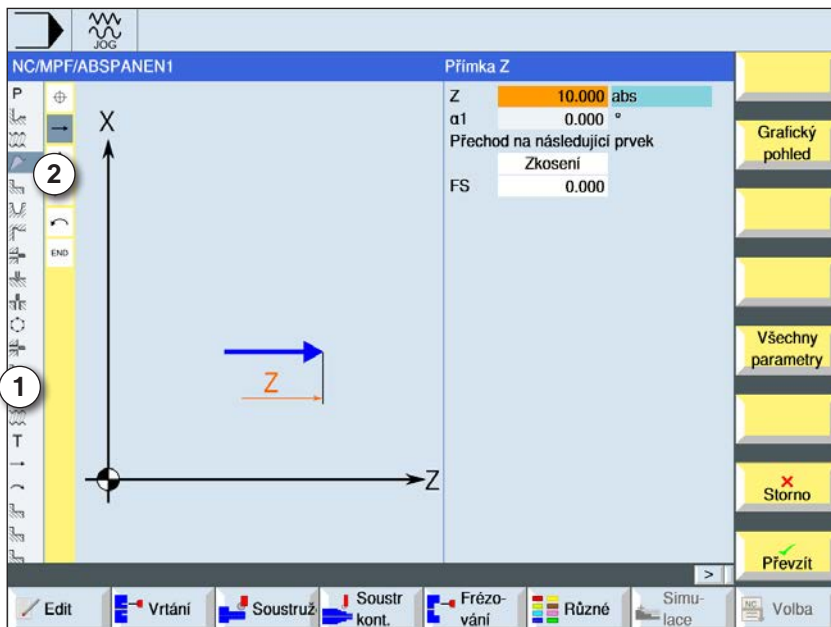 JOG
NC/MPF/ABSPANEN1
Přímka Z
P
Z 10.000 abs
α1 0.000 °
Přechod na následující prvek
Zkosení
FS 0.000
Grafický
pohled
Všechny
parametry
Storno
Převzít
2
END
1
T
X
Z
Z
>
Edit
Vrtání
Soustruž
Soustr
kont.
Frézo-
vání
Různé
Simu-
lace
NC
Volba